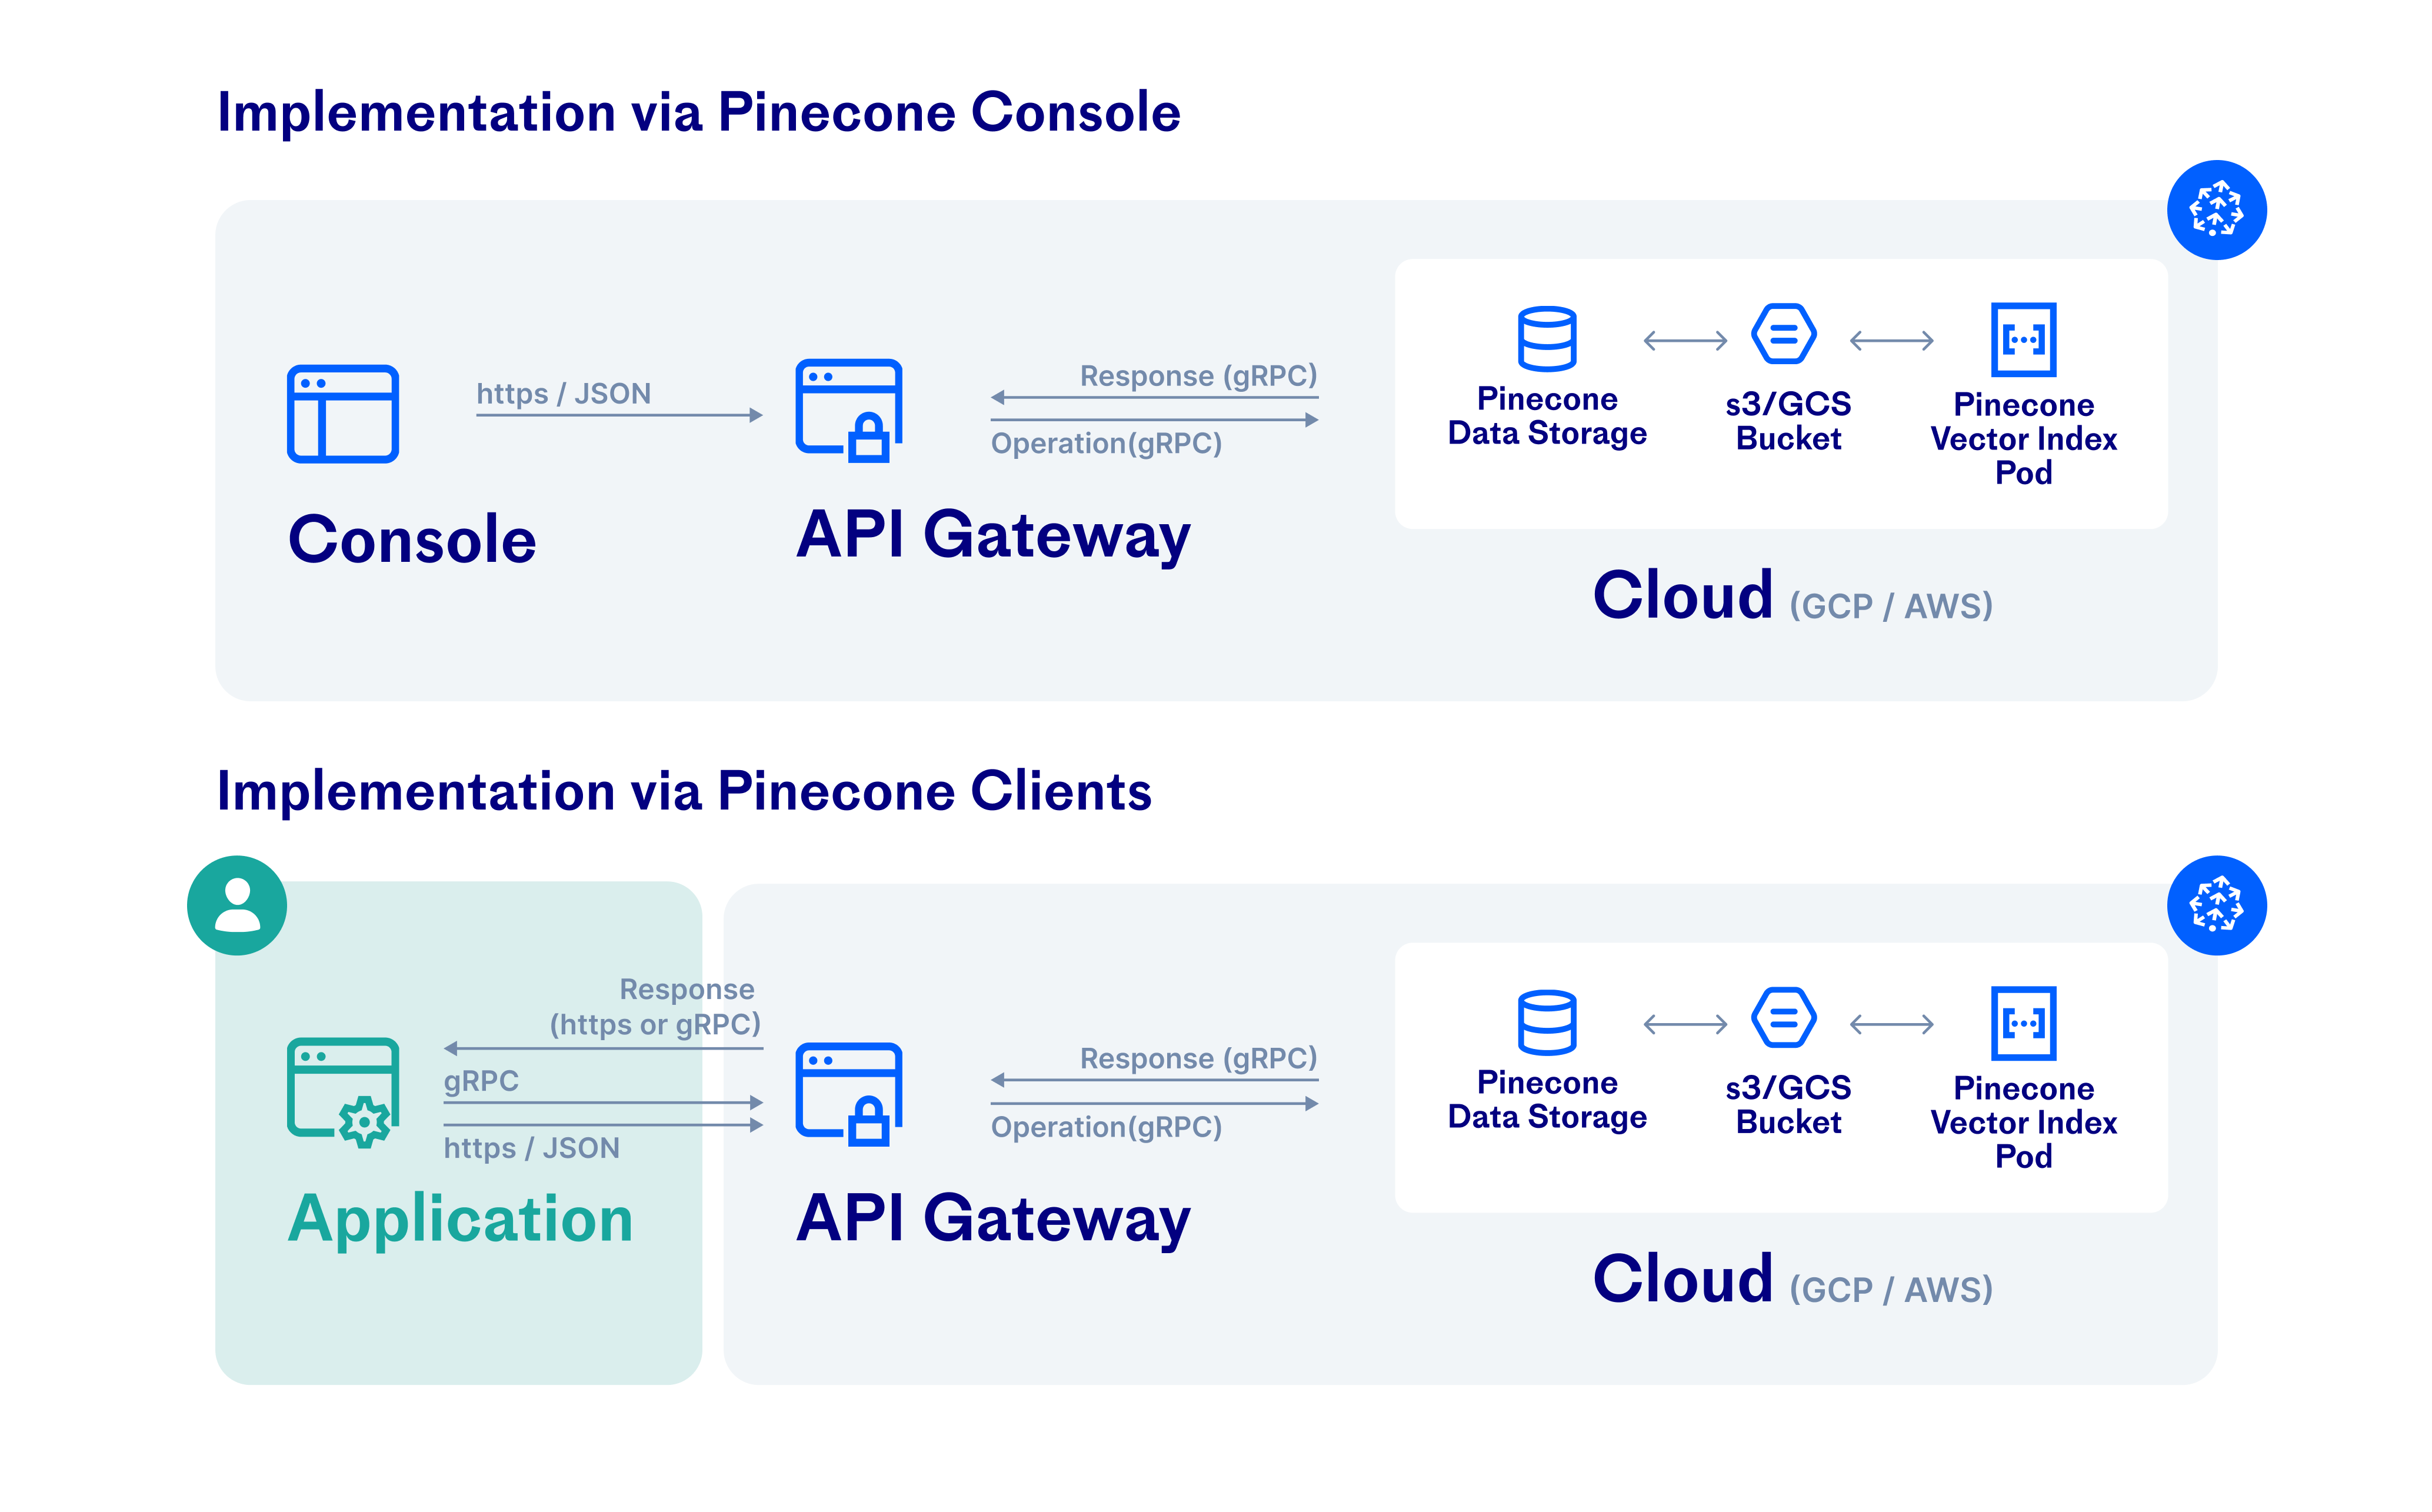 Implementation via Pinecone Console
https / JSON
Console
API Gateway
Response (gRPC)
Operation(gRPC)
Pinecone
Data Storage
s3/GCS
Bucket
Pinecone
Vector Index
Pod
Cloud (GCP / AWS)
Implementation via Pinecone Clients
Response
(https or gRPC)
gRPC
https / JSON
Application
API Gateway
Response (gRPC)
Operation(gRPC)
Pinecone
Data Storage
s3/GCS
Bucket
Pinecone
Vector Index
Pod
Cloud (GCP / AWS)